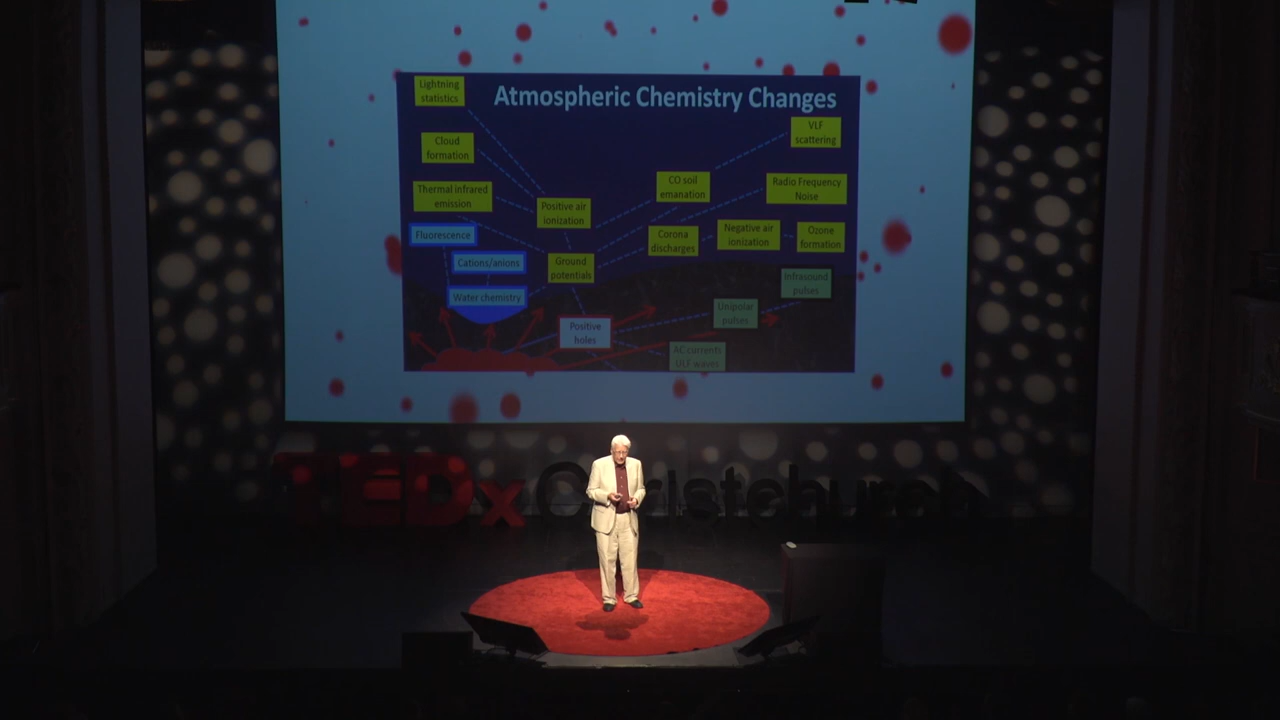 Atmospheric Chemistry Changes
Lightning
statistics
VLF
scattering
Cloud
formation
CO soil
emanation
Radio Frequency
Noise
Thermal infrared
emission
Positive air
ionization
Fluorescence
Corona
discharges
Negative air
ionization
Ozone
formation
Cations/anions
Ground
potentials
Infrasound
pulses
Water chemistry
Unipolar
pulses
Positive
holes
AC currents
ULF waves
TEDxChristchurch